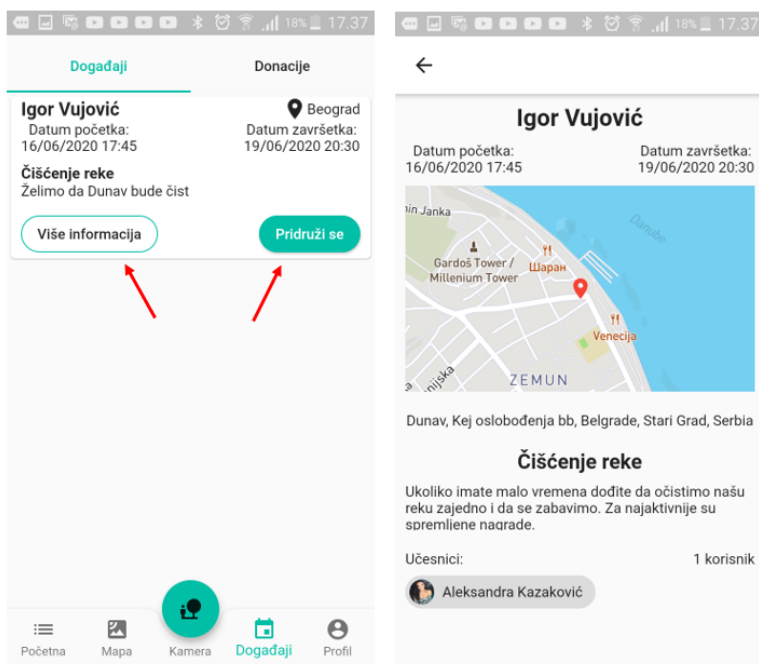 18% 17.37
Događaji Donacije
Igor Vujović Beograd
Datum početka: Datum završetka:
16/06/2020 17:45 19/06/2020 20:30
Čišćenje reke
Želimo da Dunav bude čist
Više informacija Pridruži se
Početna Mapa Kamera Događaji Profil
18% 17.37
Igor Vujović
Datum početka: Datum završetka:
16/06/2020 17:45 19/06/2020 20:30
in Janka
Danube
Gardoš Tower /
Millenium Tower
Шаран
Venecija
nijska
ZEMUN
Dunav, Kej oslobođenja bb, Belgrade, Stari Grad, Serbia
Čišćenje reke
Ukoliko imate malo vremena dođite da očistimo našu
reku zajedno i da se zabavimo. Za najaktivnije su
spremljene nagrade.
Učesnici: 1 korisnik
Aleksandra Kazaković